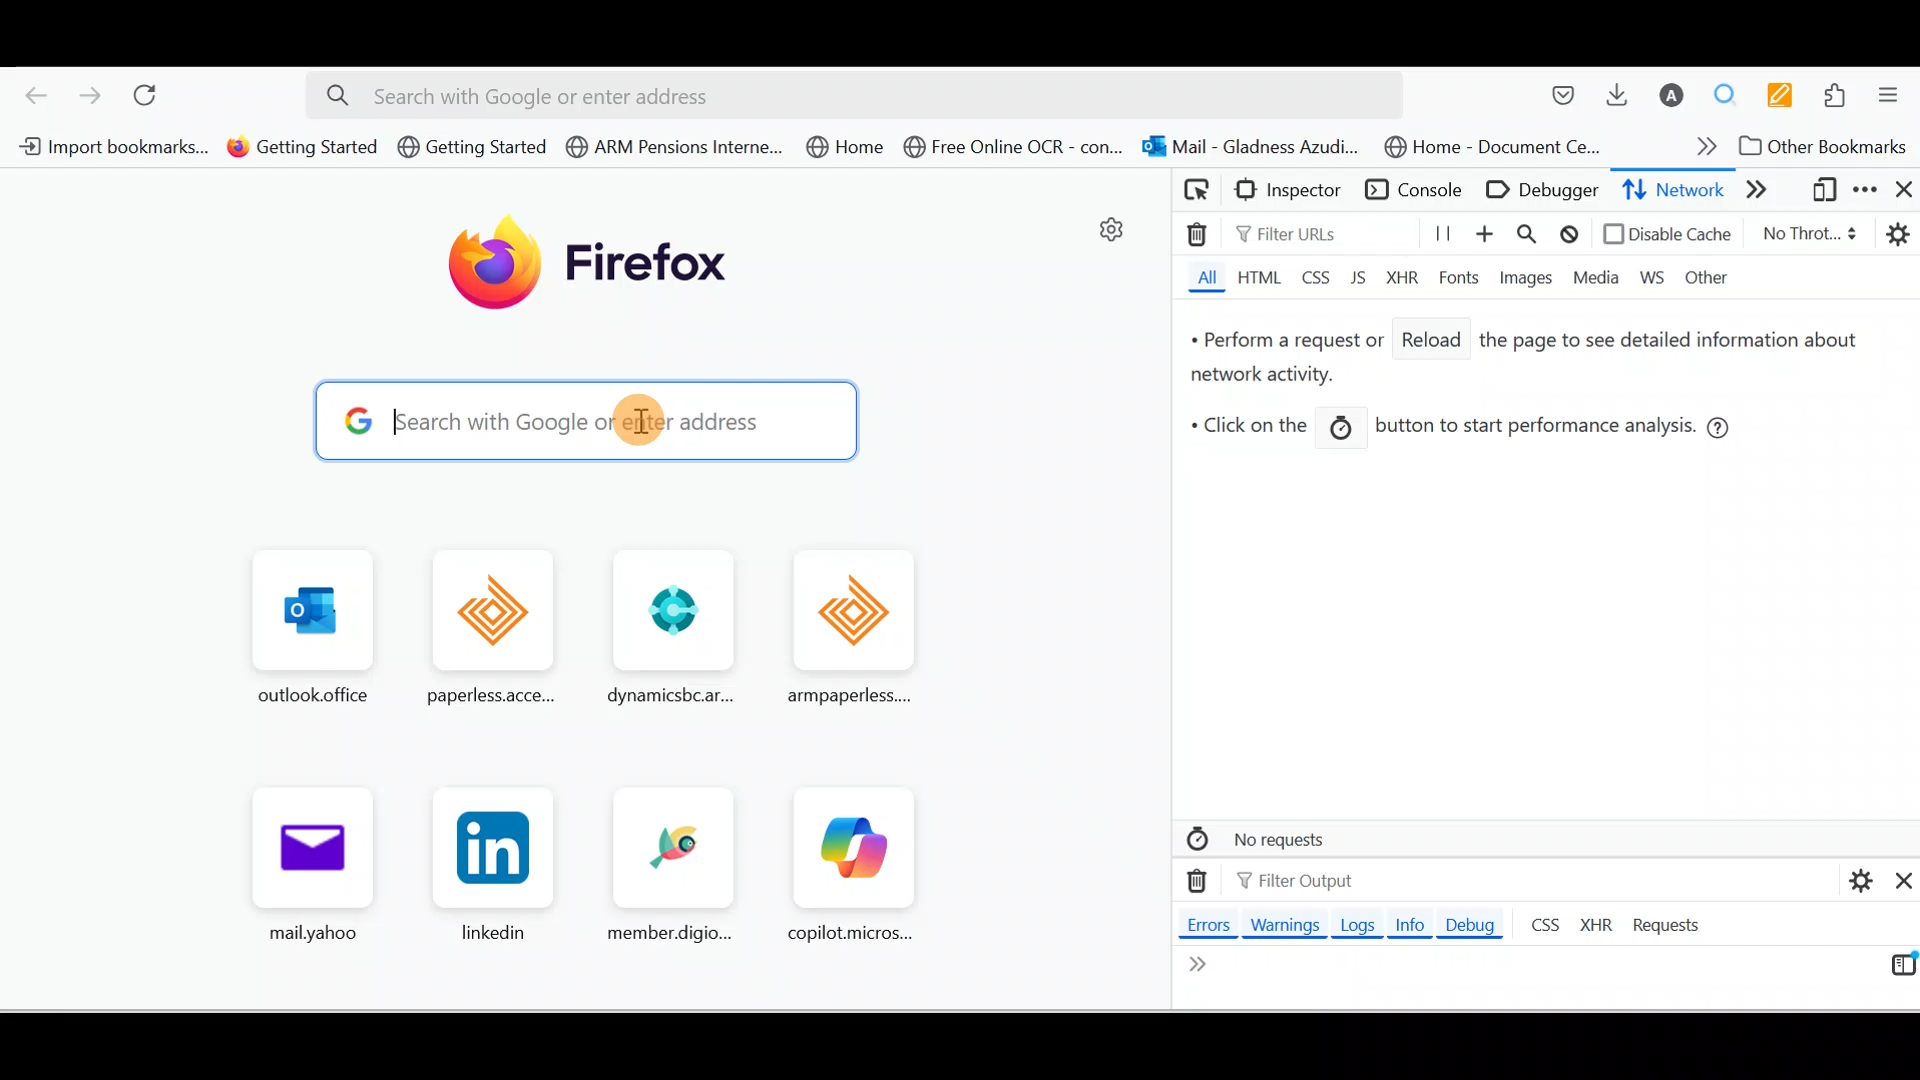 Search with Google or enter address
A
Import bookmarks... Getting Started Getting Started ARM Pensions Interne... Home Free Online OCR - con... Mail - Gladness Azudi... Home - Document Ce... Other Bookmarks
Inspector Console Debugger Network
Filter URLs Disable Cache No Throt...
All HTML CSS JS XHR Fonts Images Media WS Other
Firefox
• Perform a request or Reload the page to see detailed information about
network activity.
• Click on the button to start performance analysis. ?
Search with Google or enter address
outlook.office paperless.acce... dynamicsbc.ar... armpaperless....
mail.yahoo linkedin member.digio... copilot.micros...
No requests
Filter Output
Errors Warnings Logs Info Debug CSS XHR Requests